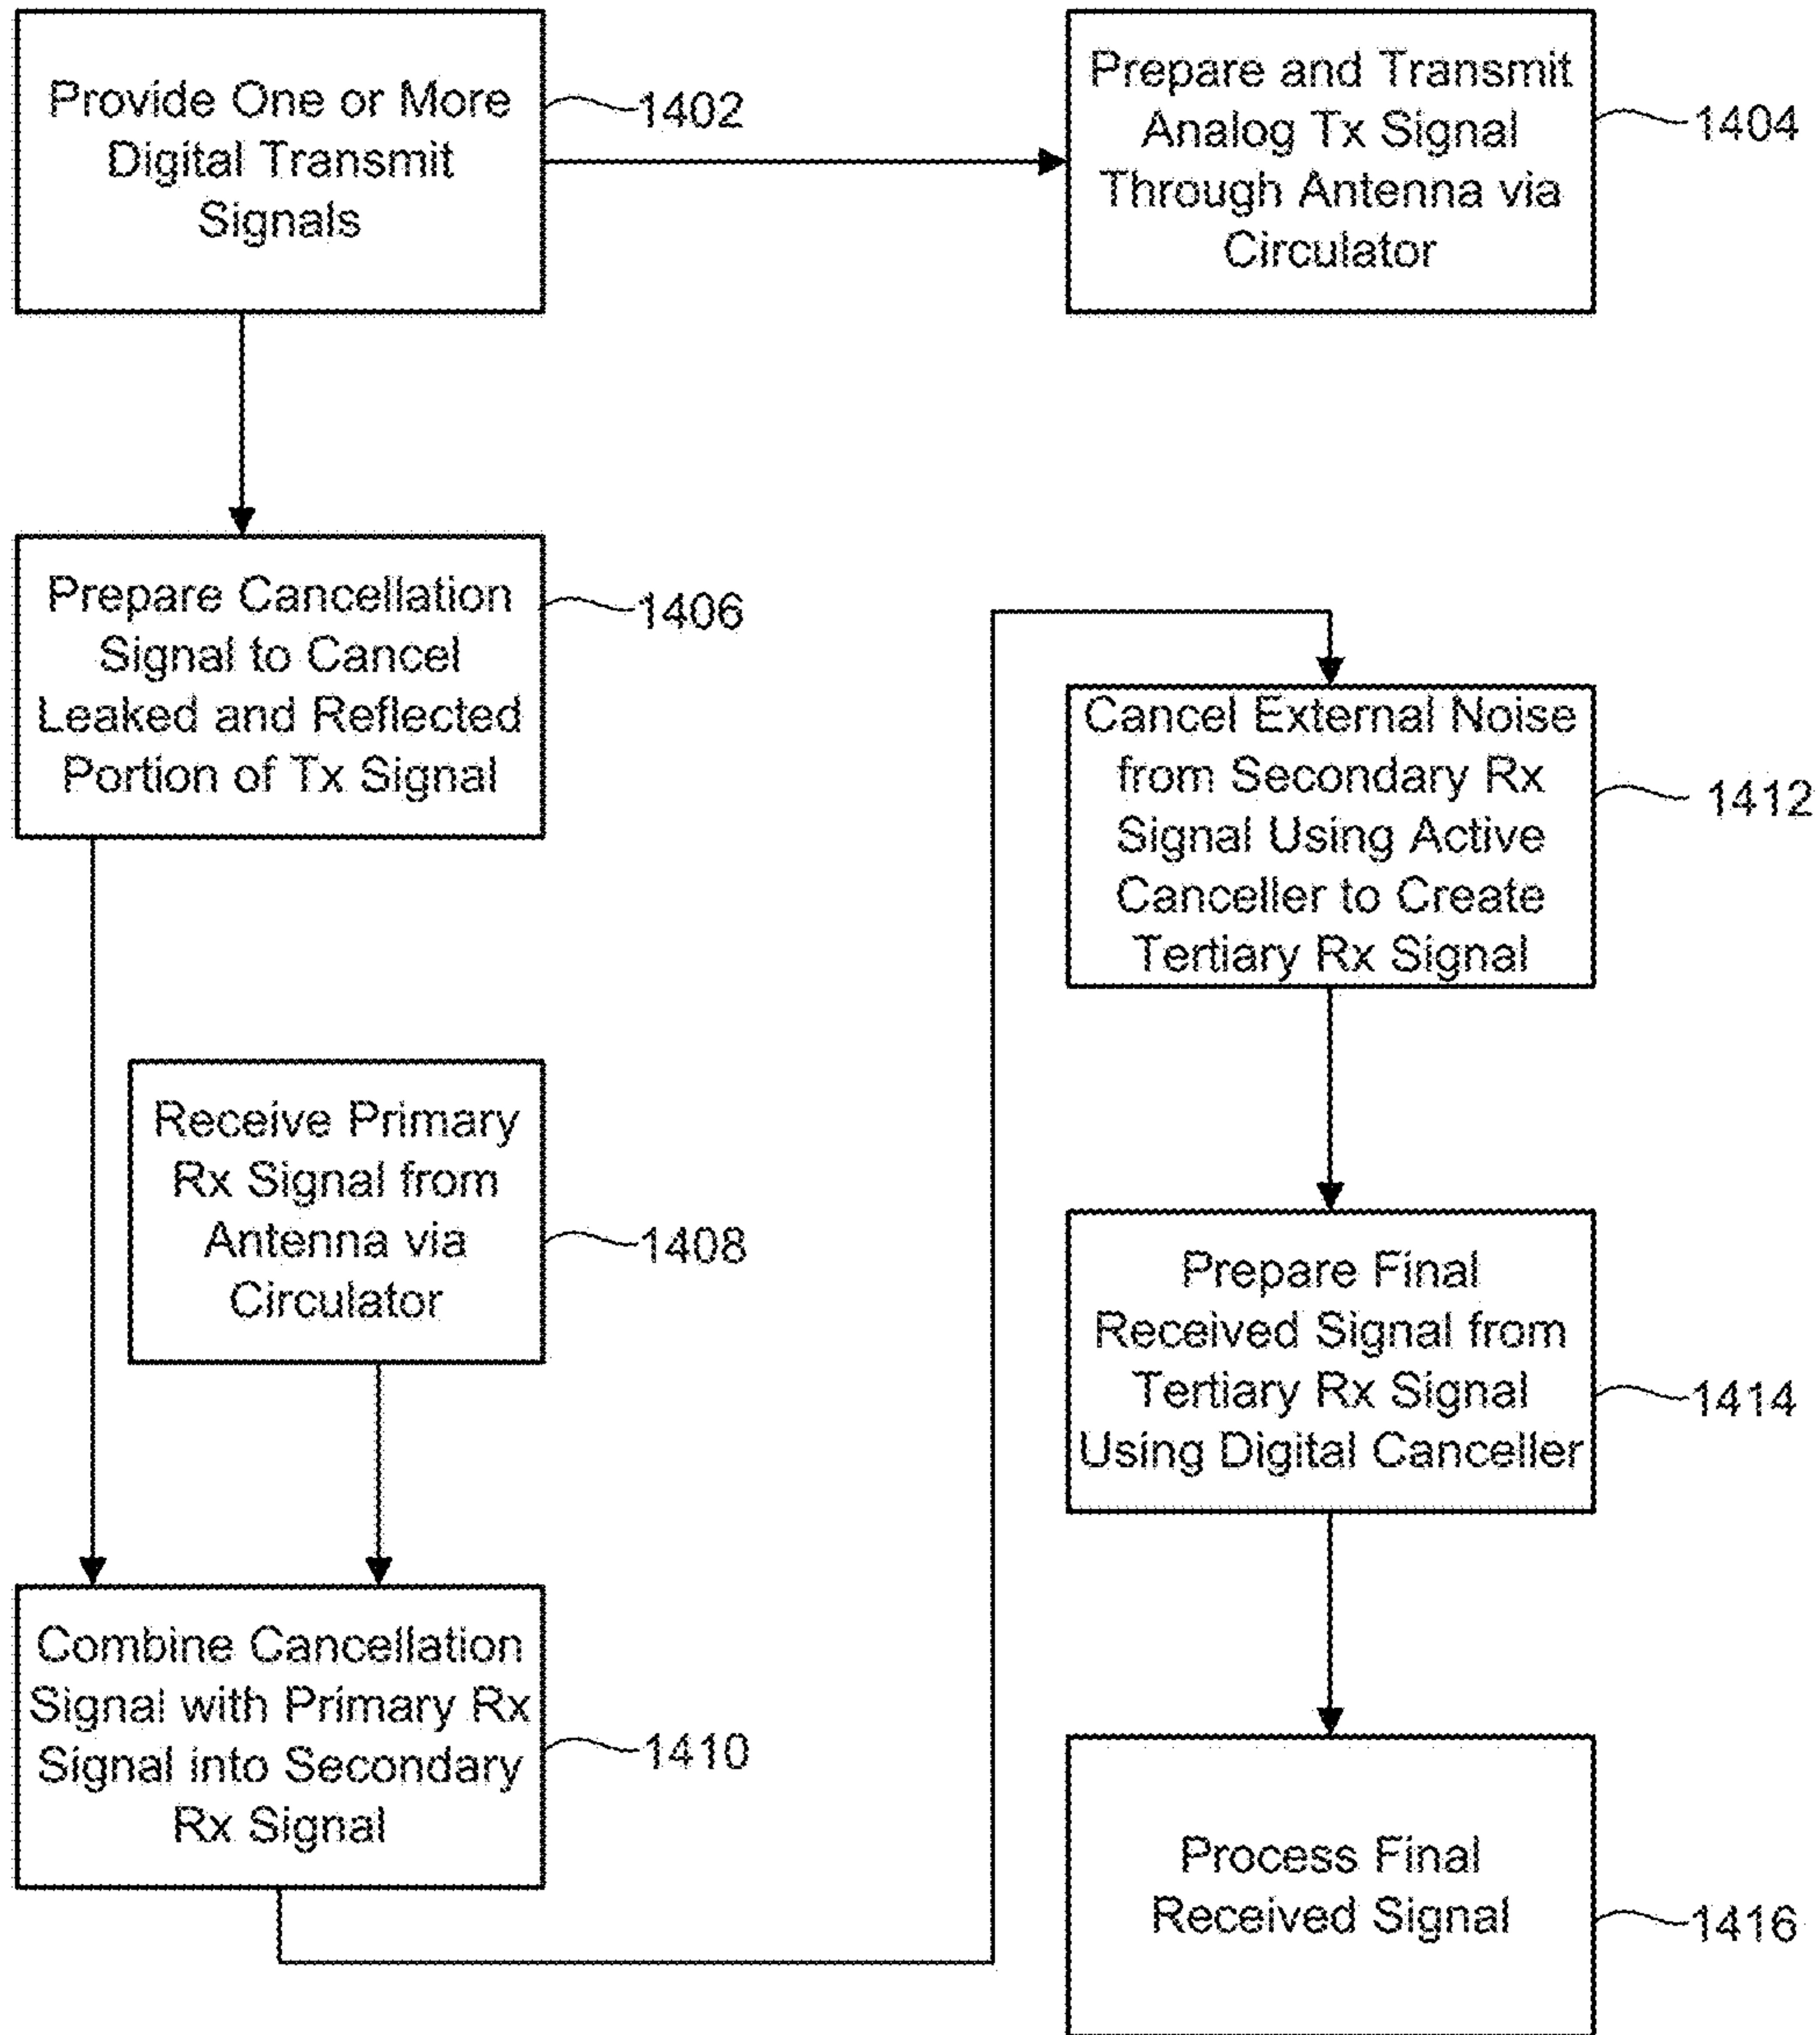 Provide One or More
Digital Transmit
Signals
1402
Prepare and Transmit
Analog Tx Signal
Through Antenna via
Circulator
1404
Prepare Cancellation
Signal to Cancel
Leaked and Reflected
Portion of Tx Signal
1406
Receive Primary
Rx Signal from
Antenna via
Circulator
1408
Combine Cancellation
Signal with Primary Rx
Signal into Secondary
Rx Signal
1410
Cancel External Noise
from Secondary Rx
Signal Using Active
Canceller to Create
Tertiary Rx Signal
1412
Prepare Final
Received Signal from
Tertiary Rx Signal
Using Digital Canceller
1414
Process Final
Received Signal
1416